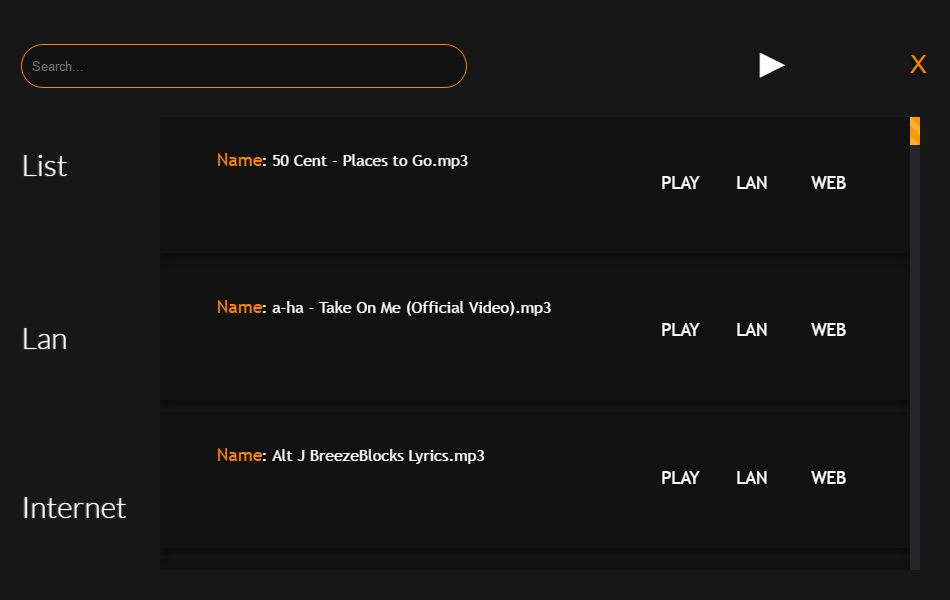 Search...
X
List
Name: 50 Cent - Places to Go.mp3
PLAY LAN WEB
Name: a-ha - Take On Me (Official Video).mp3
Lan
PLAY LAN WEB
Name: Alt J BreezeBlocks Lyrics.mp3
PLAY LAN WEB
Internet